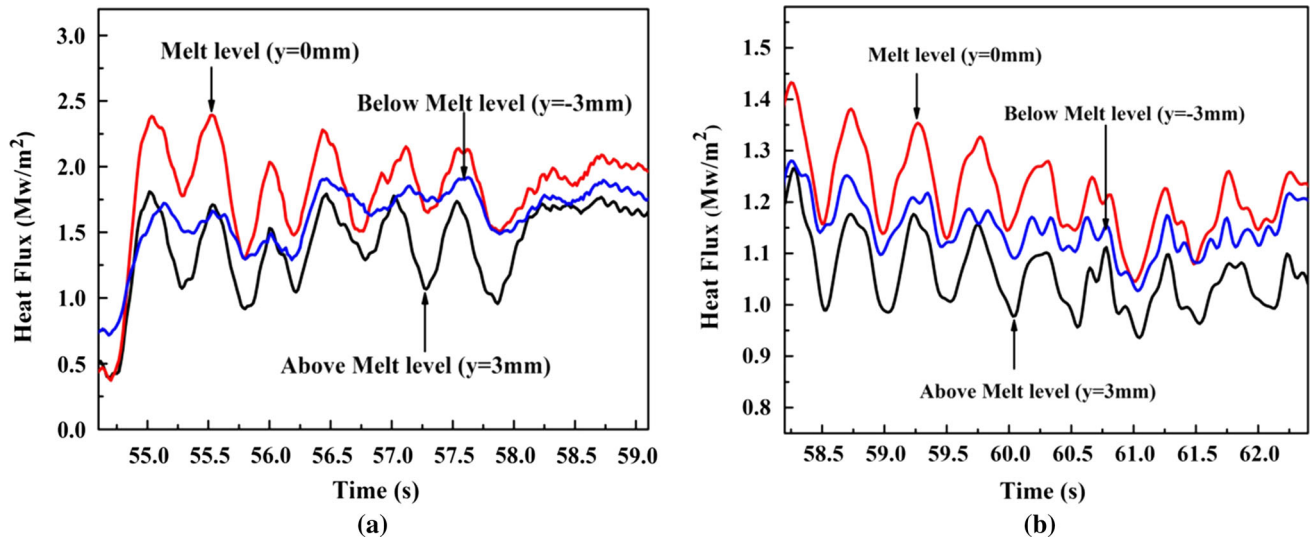 3.0
2.5
2.0
1.5
1.0
0.5
0.0
Heat Flux (Mw/m²)
Melt level (y=0mm)
Below Melt level (y=-3mm)
Above Melt level (y=3mm)
55.0 55.5 56.0 56.5 57.0 57.5 58.0 58.5 59.0
Time (s)
(a)
1.5
1.4
1.3
1.2
1.1
1.0
0.9
0.8
Heat Flux (Mw/m²)
Melt level (y=0mm)
Below Melt level (y=-3mm)
Above Melt level (y=3mm)
58.5 59.0 59.5 60.0 60.5 61.0 61.5 62.0
Time (s)
(b)